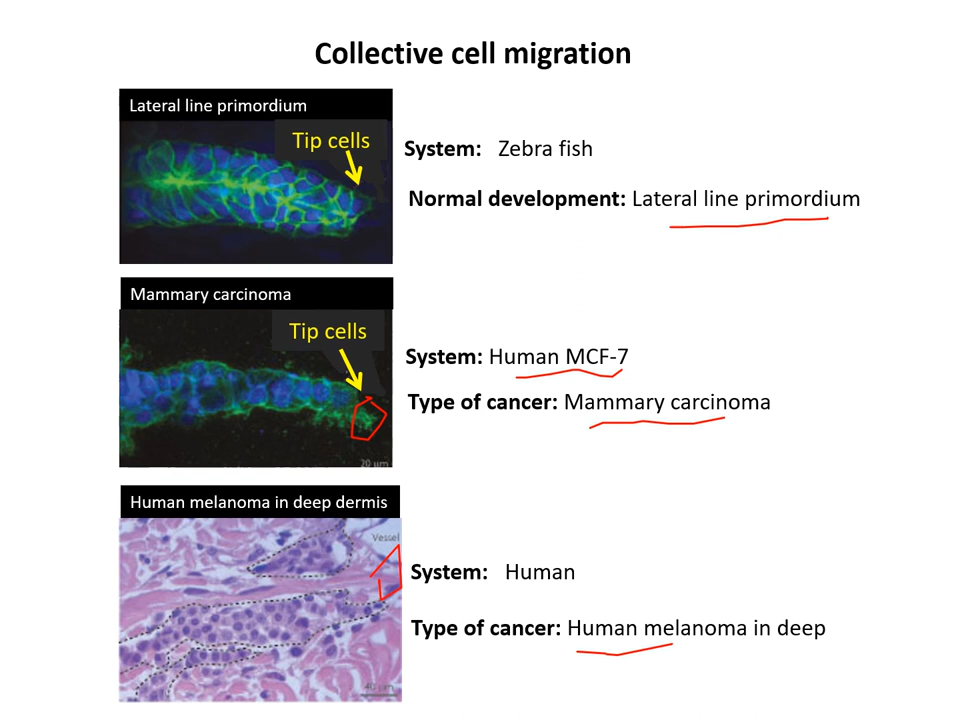 Collective cell migration
Lateral line primordium
Tip cells
System: Zebra fish
Normal development: Lateral line primordium
Mammary carcinoma
Tip cells
System: Human MCF-7
Type of cancer: Mammary carcinoma
20 µm
Human melanoma in deep dermis
Vessel
System: Human
Type of cancer: Human melanoma in deep
40 µm